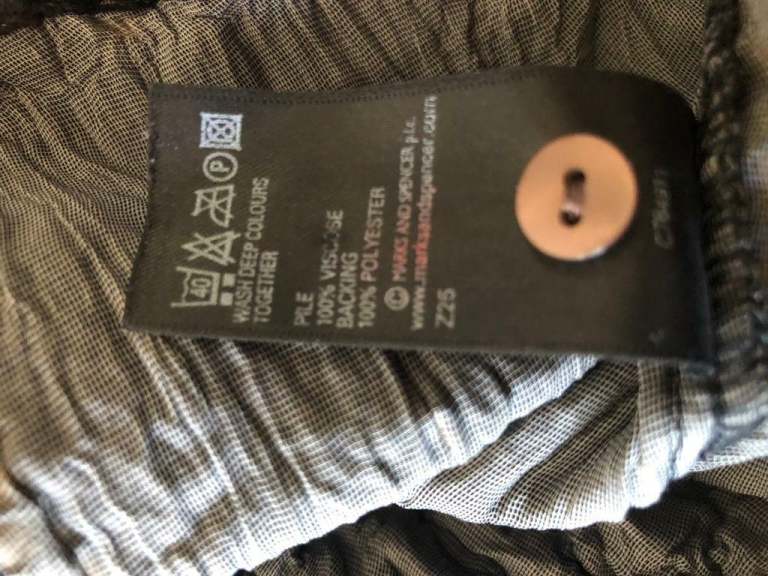 40 P
WASH DEEP COLOURS
TOGETHER
PILE
100% VISCOSE
BACKING
100% POLYESTER
© MARKS AND SPENCER p.l.c.
www.marksandspencer.com
Z25